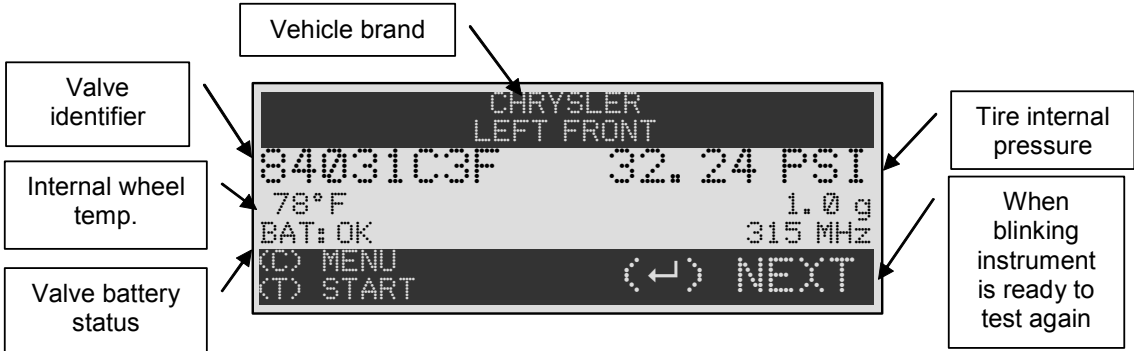 Vehicle brand
Valve
identifier
Internal wheel
temp.
Valve battery
status
CHRYSLER
LEFT FRONT
84031C3F 32.24 PSI
78°F 1.0 g
BAT:OK 315 MHz
(C) MENU
(T) START
(↵) NEXT
Tire internal
pressure
When
blinking
instrument
is ready to
test again